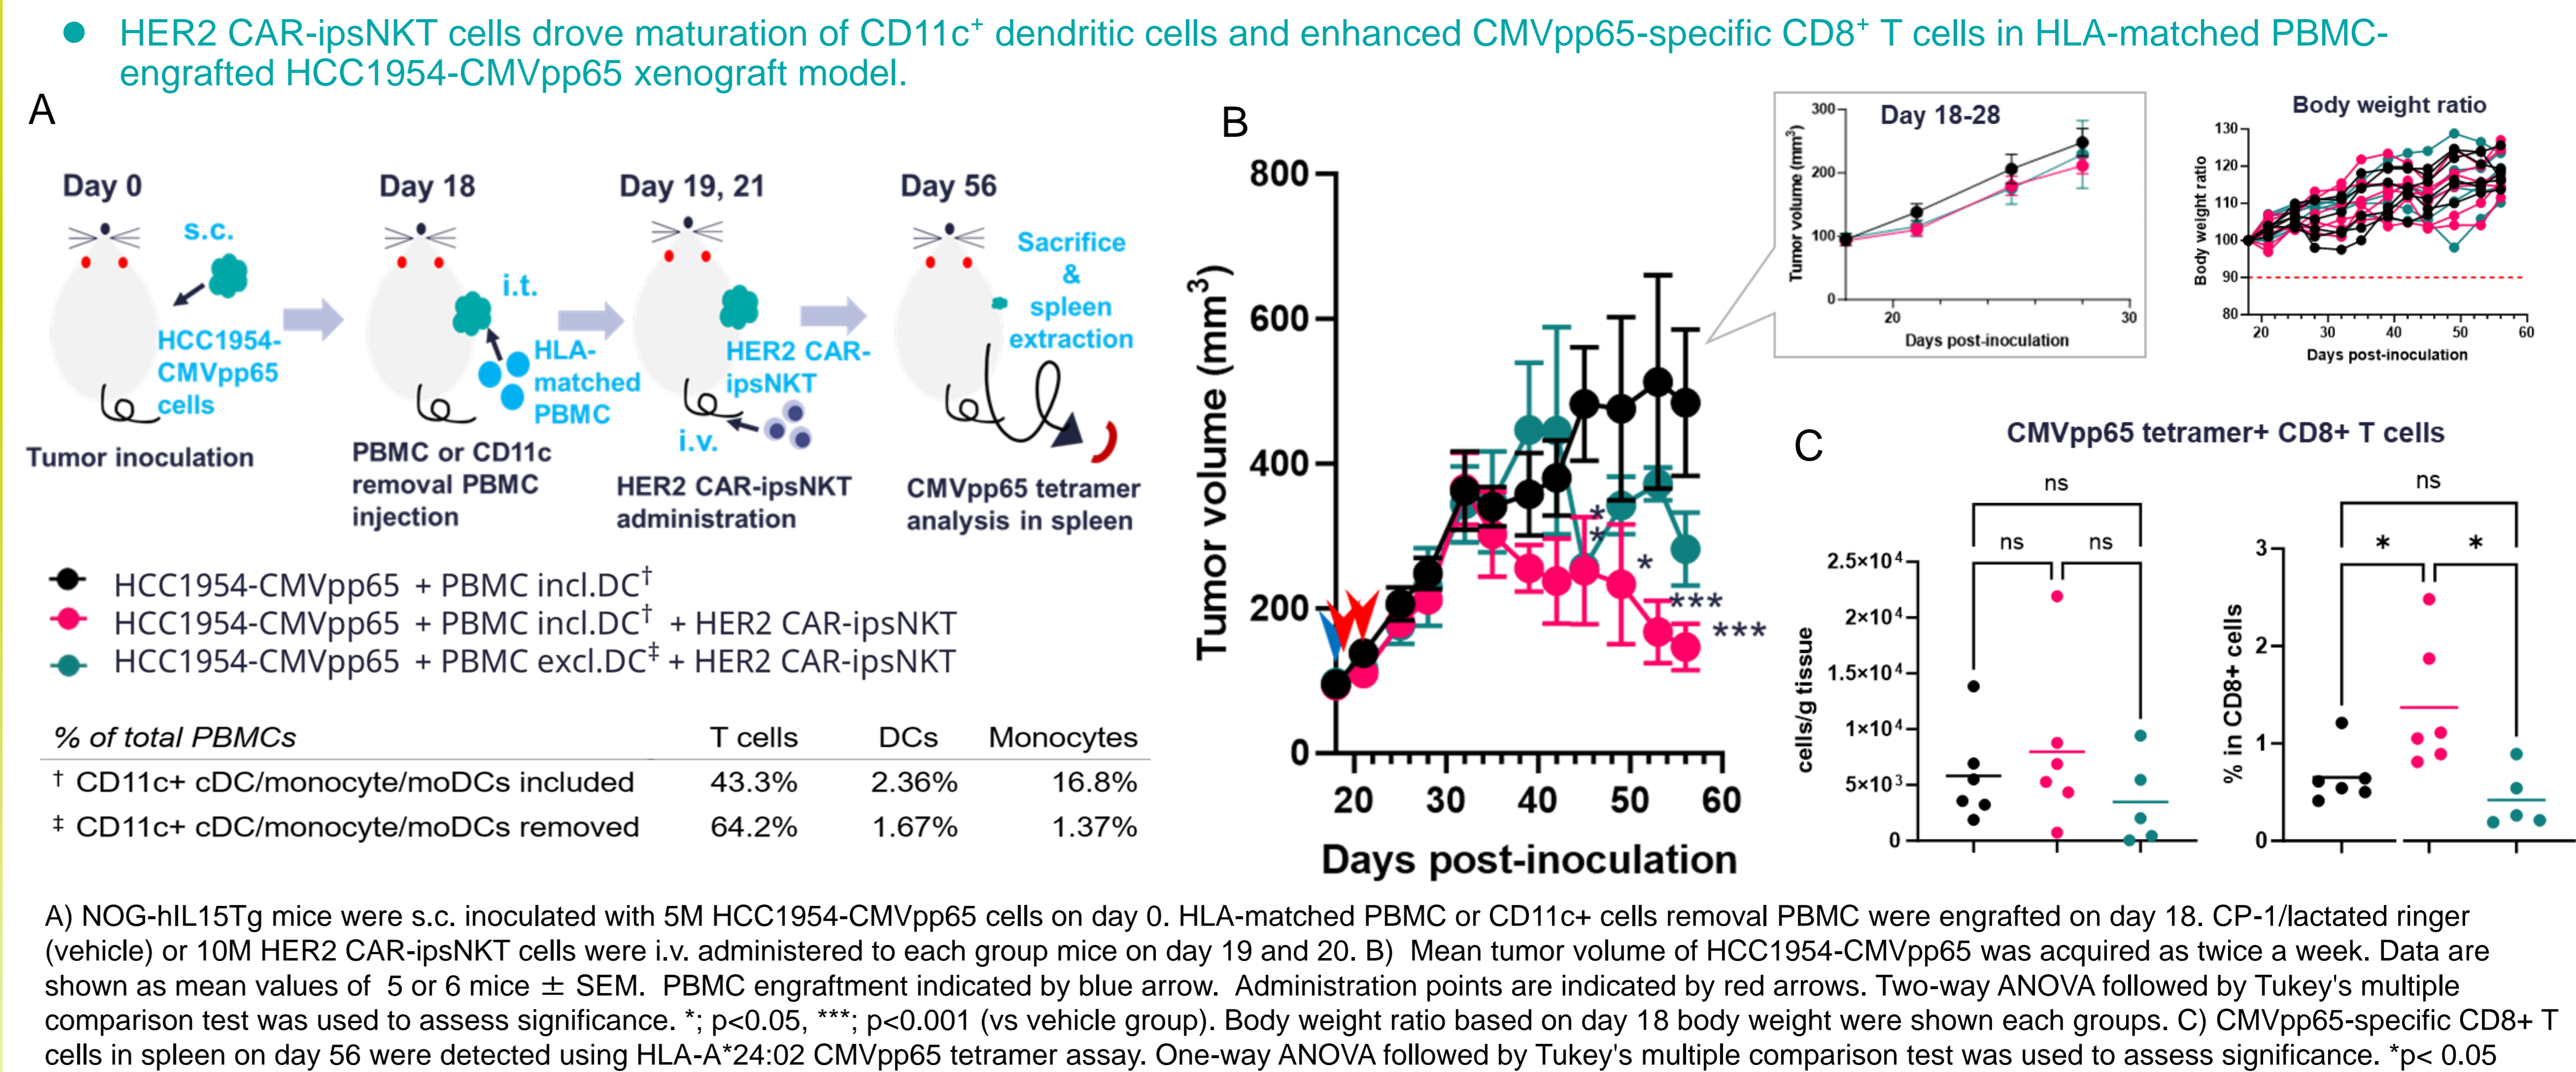 ● HER2 CAR-ipsNKT cells drove maturation of CD11c⁺ dendritic cells and enhanced CMVpp65-specific CD8⁺ T cells in HLA-matched PBMC-
engrafted HCC1954-CMVpp65 xenograft model.
A
Day 0
s.c.
HCC1954-
CMVpp65
cells
Tumor inoculation
Day 18
i.t.
HLA-
matched
PBMC
PBMC or CD11c
removal PBMC
injection
Day 19, 21
HER2 CAR-
ipsNKT
i.v.
HER2 CAR-ipsNKT
administration
Day 56
Sacrifice
&
spleen
extraction
CMVpp65 tetramer
analysis in spleen
HCC1954-CMVpp65 + PBMC incl.DC†
HCC1954-CMVpp65 + PBMC incl.DC† + HER2 CAR-ipsNKT
HCC1954-CMVpp65 + PBMC excl.DC‡ + HER2 CAR-ipsNKT
% of total PBMCs T cells DCs Monocytes
† CD11c+ cDC/monocyte/moDCs included 43.3% 2.36% 16.8%
‡ CD11c+ cDC/monocyte/moDCs removed 64.2% 1.67% 1.37%
B
Tumor volume (mm³)
800
600
400
200
0
20 30 40 50 60
Days post-inoculation
*
*
*
***
***
Day 18-28
Tumor volume (mm³)
300
200
100
0
20 30
Days post-inoculation
Body weight ratio
Body weight ratio
130
120
110
100
90
80
20 30 40 50 60
Days post-inoculation
C
CMVpp65 tetramer+ CD8+ T cells
ns
ns ns
cells/g tissue
2.5×10⁴
2×10⁴
1.5×10⁴
1×10⁴
5×10³
0
ns
* *
% in CD8+ cells
3
2
1
0
A) NOG-hIL15Tg mice were s.c. inoculated with 5M HCC1954-CMVpp65 cells on day 0. HLA-matched PBMC or CD11c+ cells removal PBMC were engrafted on day 18. CP-1/lactated ringer
(vehicle) or 10M HER2 CAR-ipsNKT cells were i.v. administered to each group mice on day 19 and 20. B) Mean tumor volume of HCC1954-CMVpp65 was acquired as twice a week. Data are
shown as mean values of 5 or 6 mice ± SEM. PBMC engraftment indicated by blue arrow. Administration points are indicated by red arrows. Two-way ANOVA followed by Tukey's multiple
comparison test was used to assess significance. *; p<0.05, ***; p<0.001 (vs vehicle group). Body weight ratio based on day 18 body weight were shown each groups. C) CMVpp65-specific CD8+ T
cells in spleen on day 56 were detected using HLA-A*24:02 CMVpp65 tetramer assay. One-way ANOVA followed by Tukey's multiple comparison test was used to assess significance. *p< 0.05